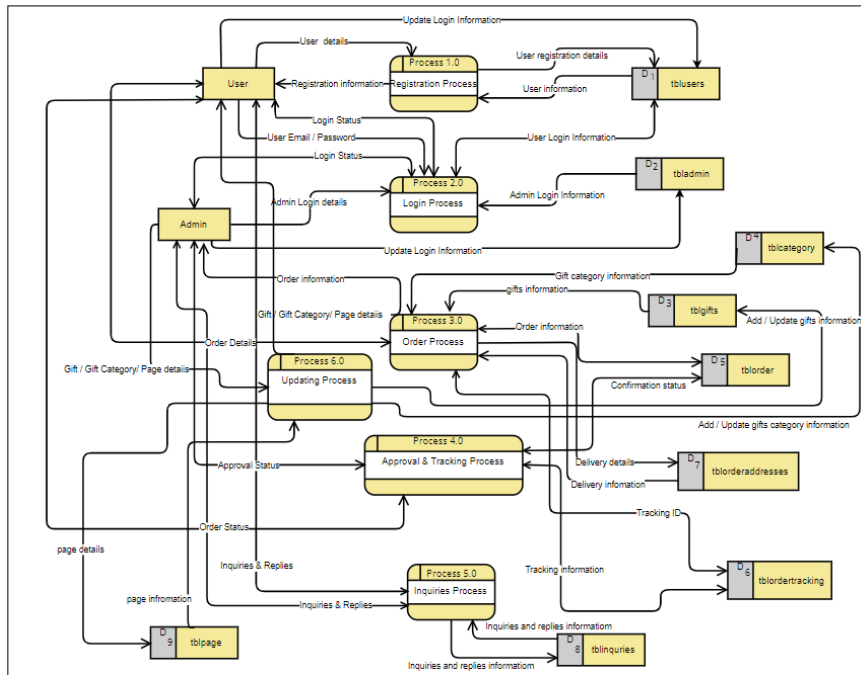 Update Login Information
User details
Process 1.0
User registration details
User
Registration information
Registration Process
D 1
tblusers
User information
Login Status
User Email / Password
User Login Information
Login Status
Process 2.0
D 2
tbladmin
Admin Login details
Login Process
Admin Login Information
Admin
Update Login Information
D 4
tblcategory
Order information
Gift category information
gifts information
D 3
tblgifts
Gift / Gift Category/ Page detaiis
Process 3.0
Add / Update gifts information
Order information
Order Details
Order Process
Process 6.0
D 5
tblorder
Gift / Gift Category/ Page detaiis
Updating Process
Confirmation status
Add / Update gifts category information
Process 4.0
Approval Status
Approval & Tracking Process
Delivery details
D 7
tblorderaddresses
Delivery infomation
Order Status
Tracking ID
page details
Inquiries & Replies
Tracking information
Process 5.0
D 6
tblordertracking
Inquiries Process
page infromation
Inquiries & Replies
Inquiries and replies informatiom
D 9
tblpage
D 8
tblinquries
Inquiries and replies informatiom